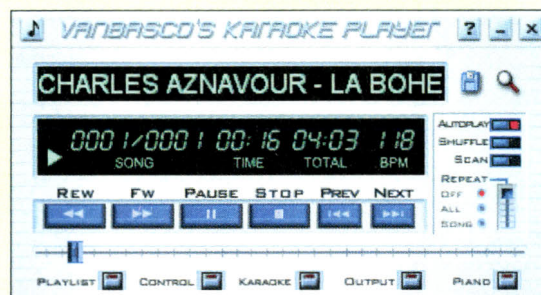 VANBASCO'S KARAOKE PLAYER ? _ X
CHARLES AZNAVOUR - LA BOHE
0001/0001 00:16 04:03 118
SONG TIME TOTAL BPM
AUTOPLAY
SHUFFLE
SCAN
REPEAT
OFF
ALL
SONG
REW FW PAUSE STOP PREV NEXT
PLAYLIST CONTROL KARAOKE OUTPUT PIANO